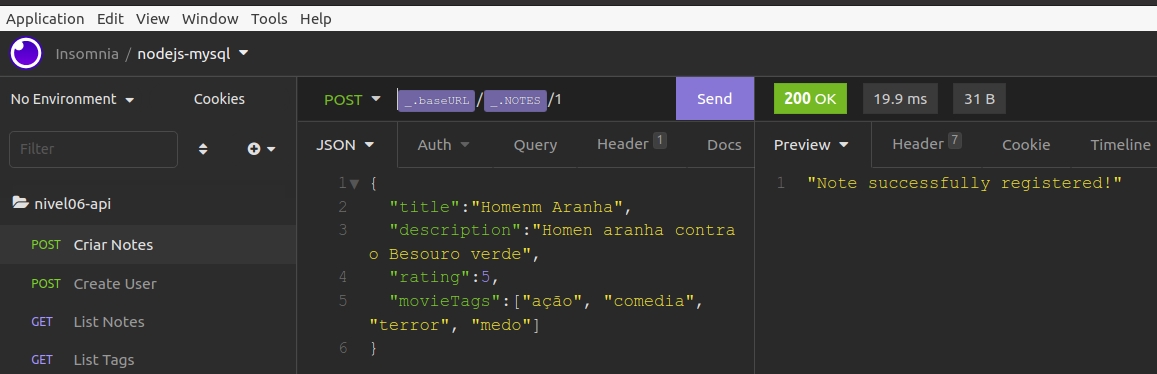 Application Edit View Window Tools Help
Insomnia / nodejs-mysql
No Environment Cookies
Filter
nivel06-api
POST Criar Notes
POST Create User
GET List Notes
GET List Tags
POST _.baseURL/_.NOTES/1 Send
JSON Auth Query Header 1 Docs
1 {
2 "title":"Homenm Aranha",
3 "description":"Homen aranha contra
o Besouro verde",
4 "rating":5,
5 "movieTags":["ação", "comedia",
"terror", "medo"]
6 }
200 OK 19.9 ms 31 B
Preview Header 7 Cookie Timeline
1 "Note successfully registered!"